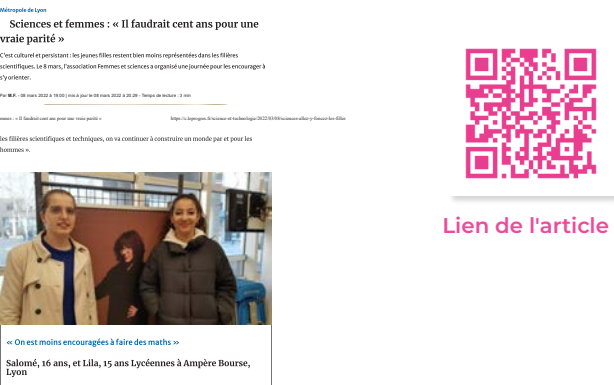 Métropole de Lyon
Sciences et femmes : « Il faudrait cent ans pour une
vraie parité »
C'est culturel et persistant : les jeunes filles restent bien moins représentées dans les filières
scientifiques. Le 8 mars, l'association Femmes et sciences a organisé une journée pour les encourager à
s'y orienter.
Par M.P. - 08 mars 2022 à 19:00 | mis à jour le 08 mars 2022 à 20:29 - Temps de lecture : 2 min
mmes : « Il faudrait cent ans pour une vraie parité »
les filières scientifiques et techniques, on va continuer à construire un monde par et pour les
hommes ».
« On est moins encouragées à faire des maths »
Salomé, 16 ans, et Lila, 15 ans Lycéennes à Ampère Bourse,
Lyon
Lien de l'article